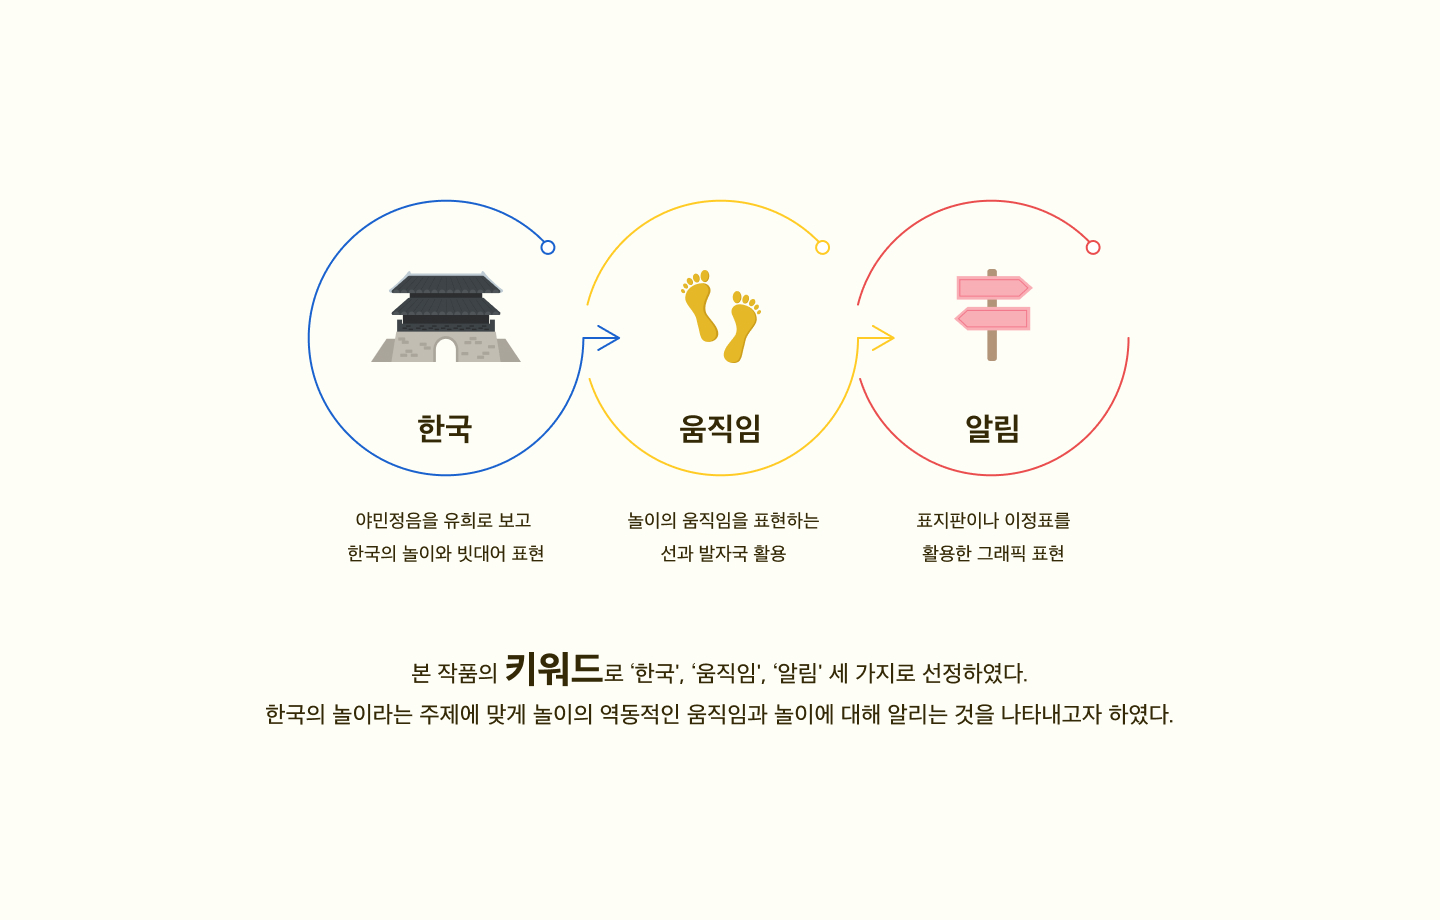 한국
움직임
알림
야민정음을 유희로 보고
한국의 놀이와 빗대어 표현
놀이의 움직임을 표현하는
선과 발자국 활용
표지판이나 이정표를
활용한 그래픽 표현
본 작품의 키워드로 ‘한국', ‘움직임', ‘알림' 세 가지로 선정하였다.
한국의 놀이라는 주제에 맞게 놀이의 역동적인 움직임과 놀이에 대해 알리는 것을 나타내고자 하였다.